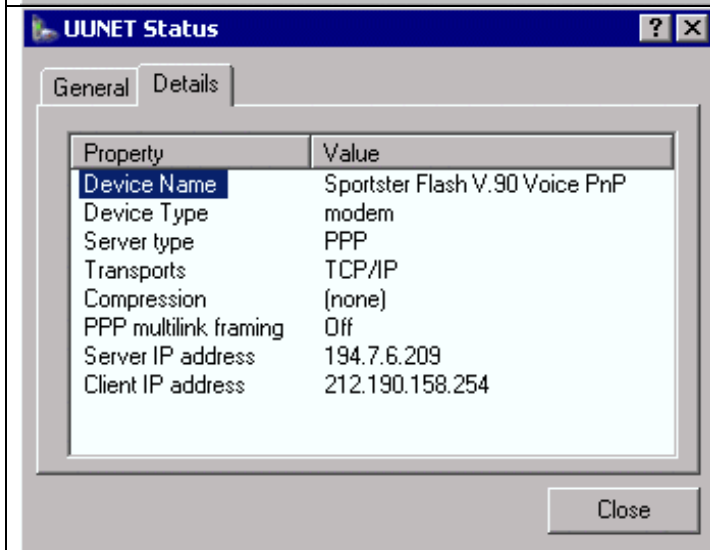 UUNET Status
General Details
Property Value
Device Name Sportster Flash V.90 Voice PnP
Device Type modem
Server type PPP
Transports TCP/IP
Compression (none)
PPP multilink framing Off
Server IP address 194.7.6.209
Client IP address 212.190.158.254
Close